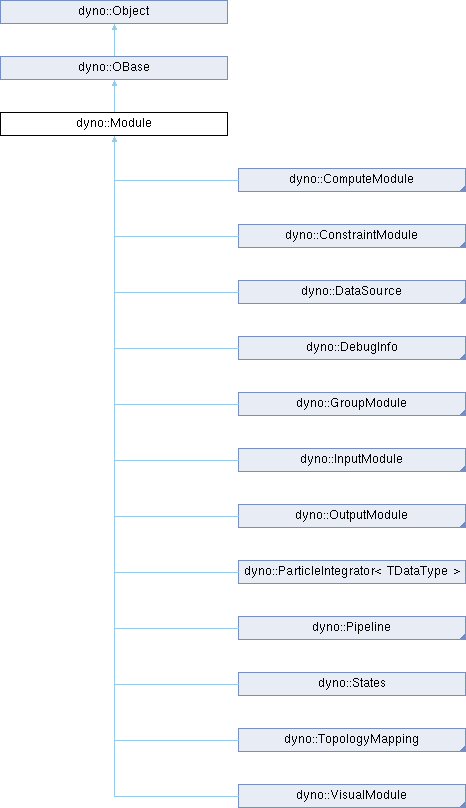 dyno::Object
dyno::OBase
dyno::Module
dyno::ComputeModule
dyno::ConstraintModule
dyno::DataSource
dyno::DebugInfo
dyno::GroupModule
dyno::InputModule
dyno::OutputModule
dyno::ParticleIntegrator< TDataType >
dyno::Pipeline
dyno::States
dyno::TopologyMapping
dyno::VisualModule